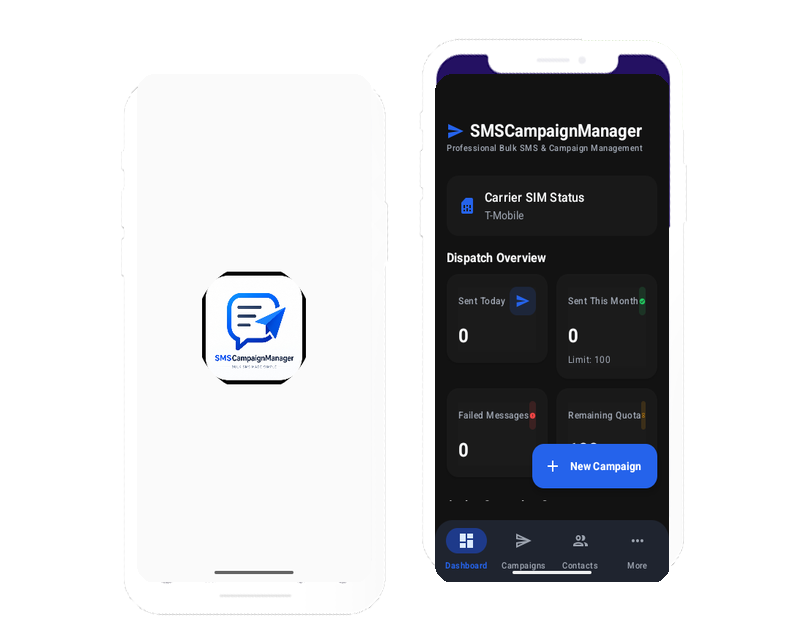 SMSCampaignManager
SMSCampaignManager
Professional Bulk SMS & Campaign Management
Carrier SIM Status
T-Mobile
Dispatch Overview
Sent Today
0
Sent This Month
0
Limit: 100
Failed Messages
0
Remaining Quota
New Campaign
Dashboard
Campaigns
Contacts
More